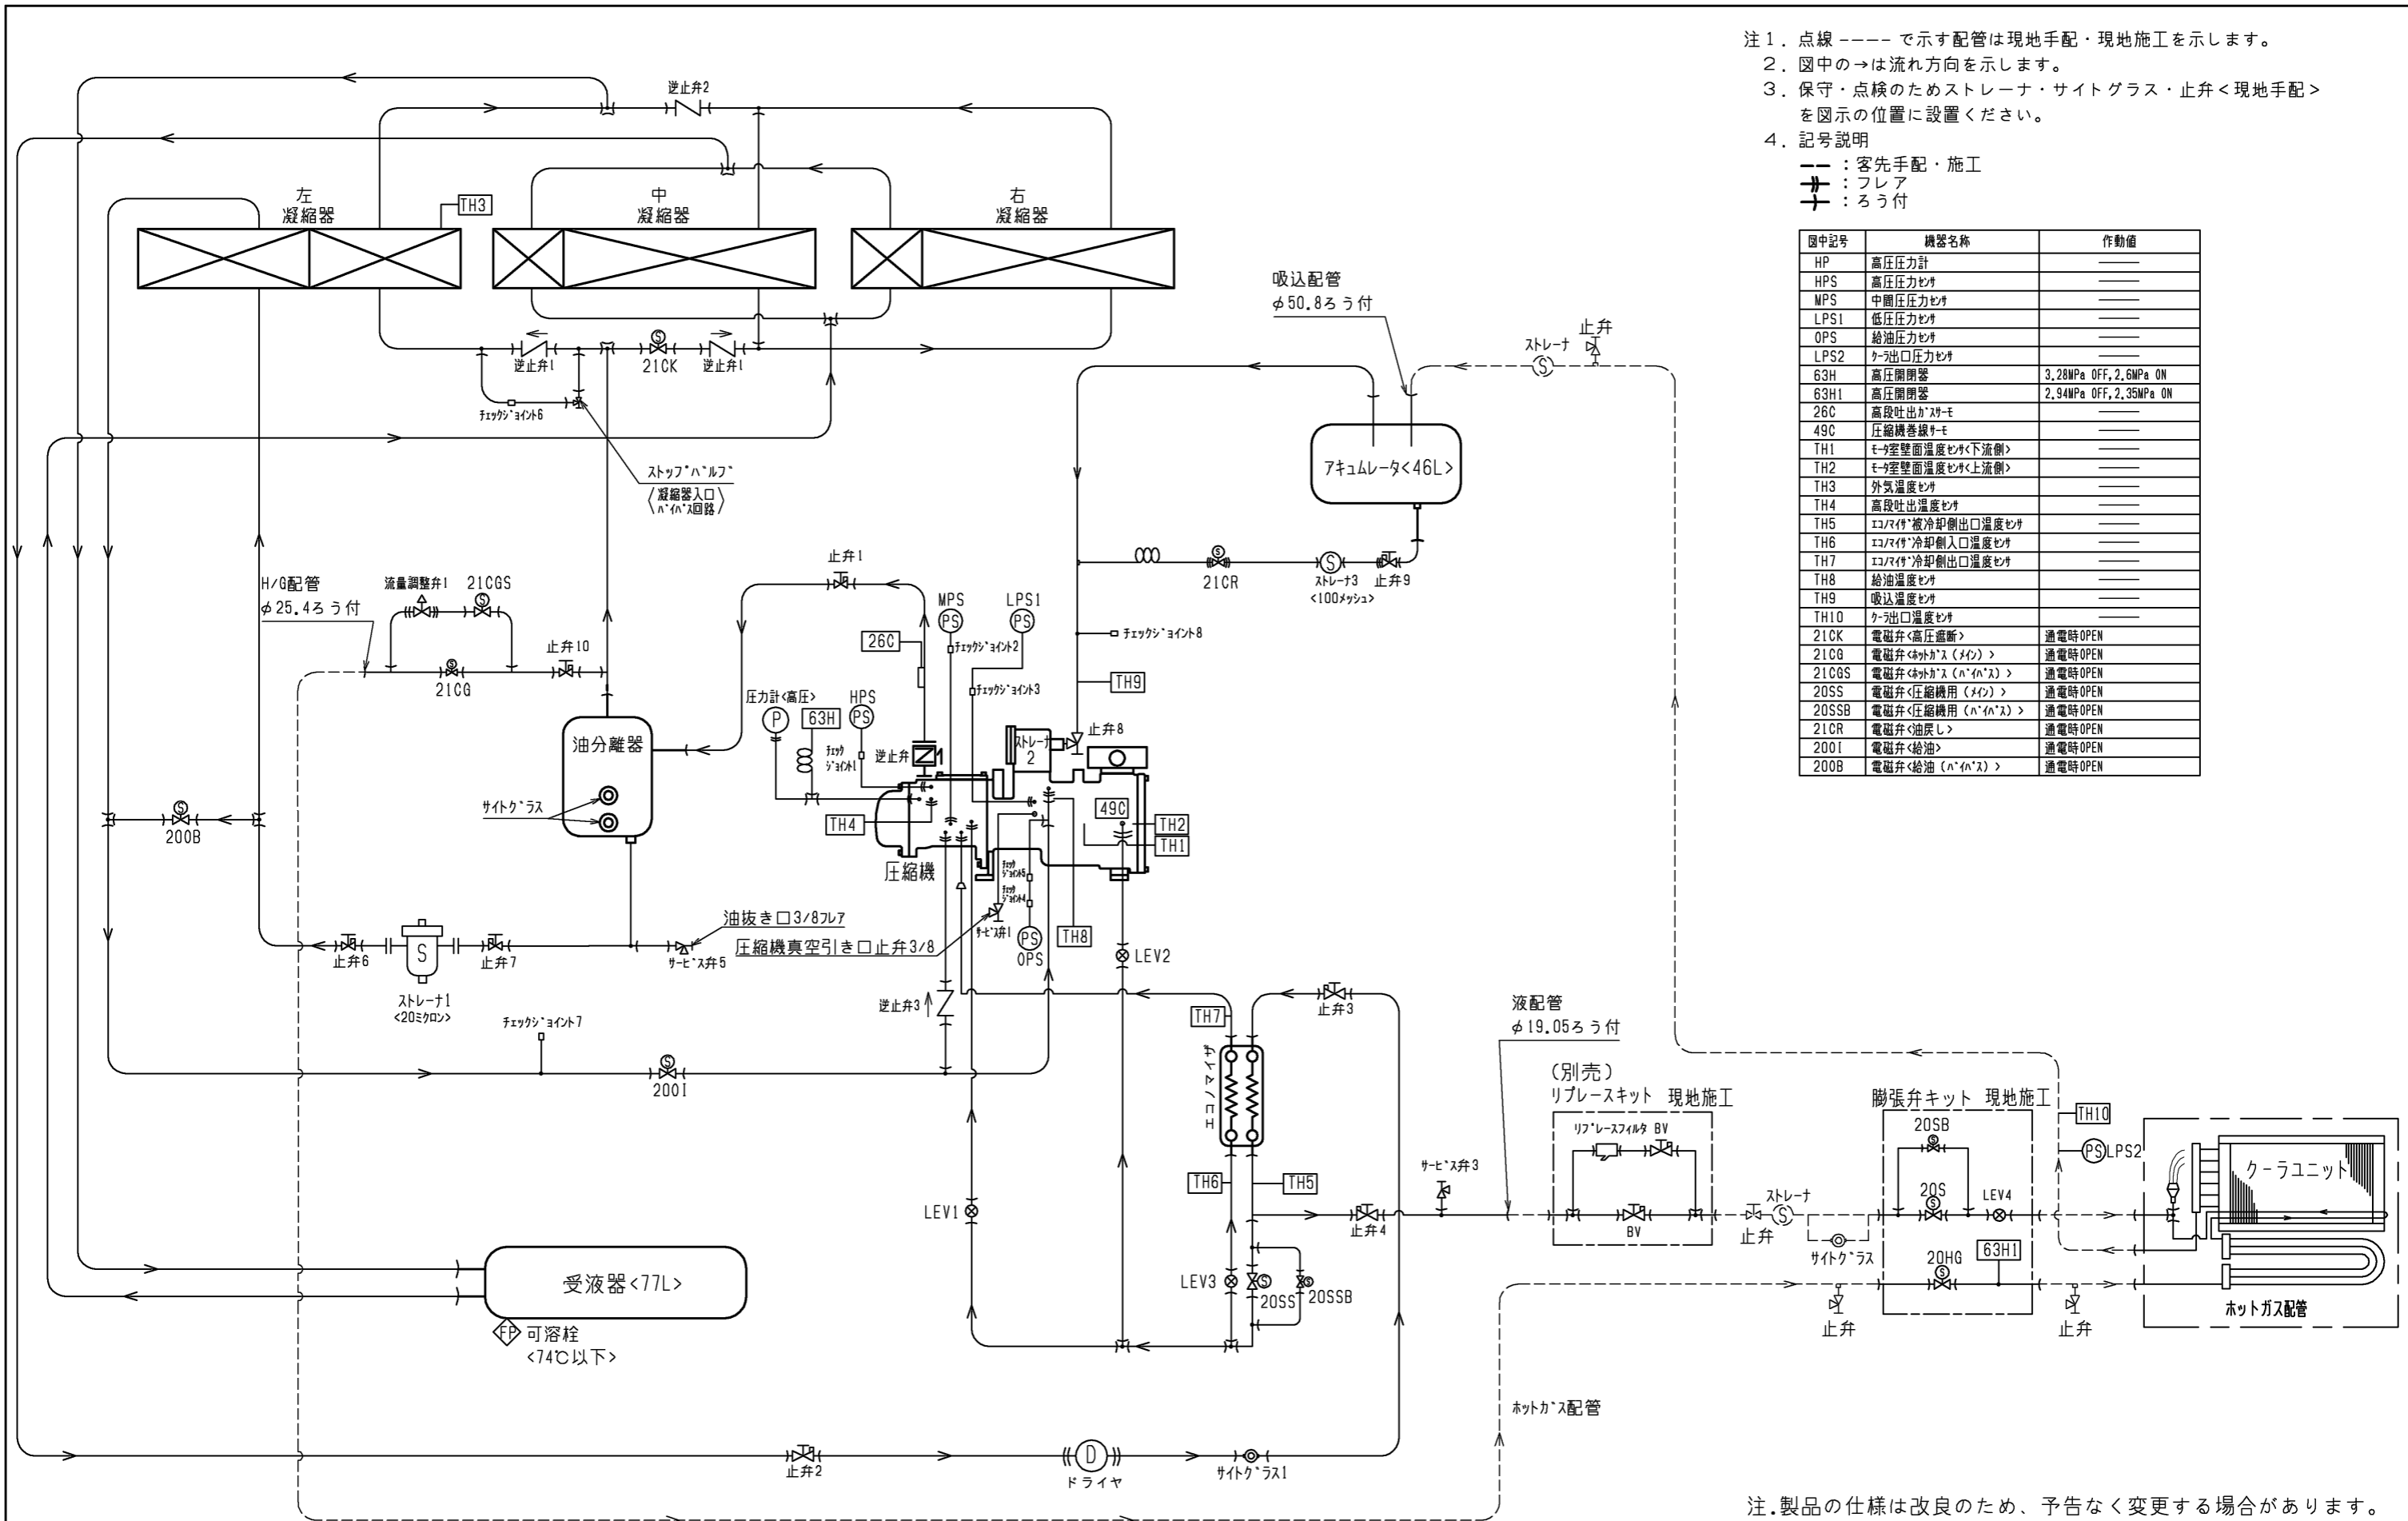 注１．点線 ---- で示す配管は現地手配・現地施工を示します。
２．図中の→は流れ方向を示します。
３．保守・点検のためストレーナ・サイトグラス・止弁＜現地手配＞
を図示の位置に設置ください。
４．記号説明
：客先手配・施工
：フレア
：ろう付
図中記号 機器名称 作動値
HP 高圧圧力計 ———
HPS 高圧圧力ｾﾝｻ ———
MPS 中間圧圧力ｾﾝｻ ———
LPS1 低圧圧力ｾﾝｻ ———
OPS 給油圧力ｾﾝｻ ———
LPS2 ｸｰﾗ出口圧力ｾﾝｻ ———
63H 高圧開閉器 3.28MPa OFF,2.6MPa ON
63H1 高圧開閉器 2.94MPa OFF,2.35MPa ON
26C 高段吐出ｶﾞｽｻｰﾓ ———
49C 圧縮機巻線ｻｰﾓ ———
TH1 ﾓｰﾀ室壁面温度ｾﾝｻ<下流側> ———
TH2 ﾓｰﾀ室壁面温度ｾﾝｻ<上流側> ———
TH3 外気温度ｾﾝｻ ———
TH4 高段吐出温度ｾﾝｻ ———
TH5 ｴｺﾉﾏｲｻﾞ被冷却側出口温度ｾﾝｻ ———
TH6 ｴｺﾉﾏｲｻﾞ冷却側入口温度ｾﾝｻ ———
TH7 ｴｺﾉﾏｲｻﾞ冷却側出口温度ｾﾝｻ ———
TH8 給油温度ｾﾝｻ ———
TH9 吸込温度ｾﾝｻ ———
TH10 ｸｰﾗ出口温度ｾﾝｻ ———
21CK 電磁弁<高圧遮断> 通電時OPEN
21CG 電磁弁<ﾎｯﾄｶﾞｽ（ﾒｲﾝ）> 通電時OPEN
21CGS 電磁弁<ﾎｯﾄｶﾞｽ（ﾊﾞｲﾊﾟｽ）> 通電時OPEN
20SS 電磁弁<圧縮機用（ﾒｲﾝ）> 通電時OPEN
20SSB 電磁弁<圧縮機用（ﾊﾞｲﾊﾟｽ）> 通電時OPEN
21CR 電磁弁<油戻し> 通電時OPEN
20OI 電磁弁<給油> 通電時OPEN
20OB 電磁弁<給油（ﾊﾞｲﾊﾟｽ）> 通電時OPEN
逆止弁2
左
凝縮器
TH3
中
凝縮器
右
凝縮器
逆止弁1
S
21CK
逆止弁1
ﾁｪｯｸｼﾞｮｲﾝﾄ6
ｽﾄｯﾌﾟﾊﾞﾙﾌﾞ
〈凝縮器入口
ﾊﾞｲﾊﾟｽ回路〉
吸込配管
φ50.8ろう付
ストレーナ
S
止弁
アキュムレータ<46L>
S
21CR
S
ストレーナ3
<100メッシュ>
止弁9
H/G配管
φ25.4ろう付
流量調整弁1
21CGS
S
S
21CG
止弁10
止弁1
26C
MPS
PS
LPS1
PS
ﾁｪｯｸｼﾞｮｲﾝﾄ2
ﾁｪｯｸｼﾞｮｲﾝﾄ3
ﾁｪｯｸｼﾞｮｲﾝﾄ8
TH9
止弁8
圧力計<高圧>
P
63H
HPS
PS
ﾁｪｯｸ
ｼﾞｮｲﾝﾄ1
逆止弁
ストレーナ
2
油分離器
サイトグラス
TH4
圧縮機
49C
TH2
TH1
S
20OB
ﾁｪｯｸ
ｼﾞｮｲﾝﾄ5
ﾁｪｯｸ
ｼﾞｮｲﾝﾄ4
ｻｰﾋﾞｽ弁1
PS
OPS
TH8
油抜き口3/8フレア
圧縮機真空引き口止弁3/8
ｻｰﾋﾞｽ弁5
止弁6
S
止弁7
ストレーナ1
<20ミクロン>
ﾁｪｯｸｼﾞｮｲﾝﾄ7
S
20OI
逆止弁3
LEV2
TH7
止弁3
エコノマイザ
TH6
TH5
LEV1
LEV3
S
20SS
S
20SSB
止弁4
ｻｰﾋﾞｽ弁3
液配管
φ19.05ろう付
（別売）
リプレースキット 現地施工
ﾘﾌﾟﾚｰｽﾌｨﾙﾀ BV
BV
止弁
ストレーナ
S
サイトグラス
膨張弁キット 現地施工
20SB
S
20S
S
LEV4
20HG
S
63H1
止弁
止弁
TH10
PS
LPS2
クーラユニット
ホットガス配管
受液器<77L>
FP
可溶栓
<74℃以下>
止弁2
D
ドライヤ
サイトグラス1
ホットガス配管
注.製品の仕様は改良のため、予告なく変更する場合があります。